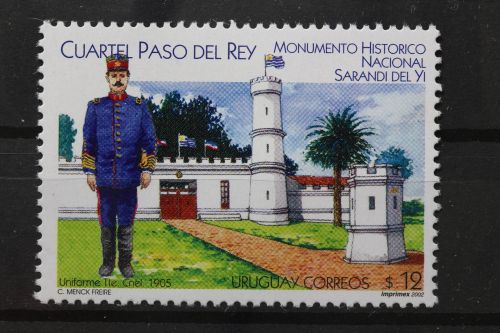 CUARTEL PASO DEL REY
MONUMENTO HISTORICO
NACIONAL
SARANDI DEL YI
Uniforme Tte. Cnel. 1905
C. MENCK FREIRE
URUGUAY CORREOS
$ 12
imprimex 2002